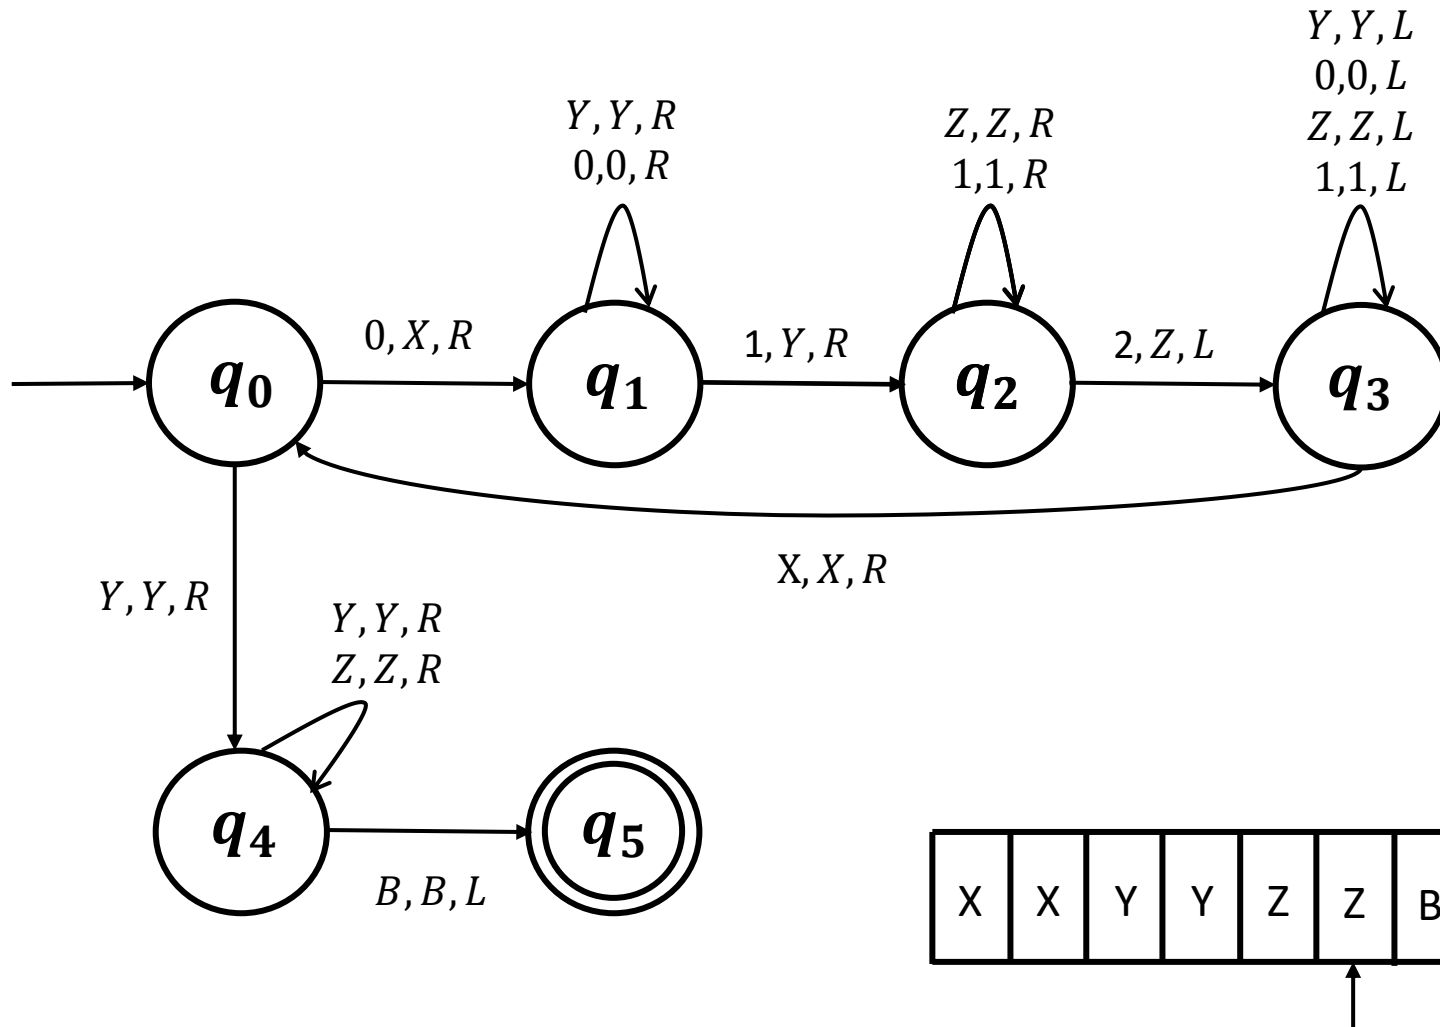 Y, Y, L
0,0, L
Z, Z, L
1,1, L
Y, Y, R
0,0, R
Z, Z, R
1,1, R
q0
0, X, R
q1
1, Y, R
q2
2, Z, L
q3
X, X, R
Y, Y, R
Y, Y, R
Z, Z, R
q4
B, B, L
q5
X X Y Y Z Z B